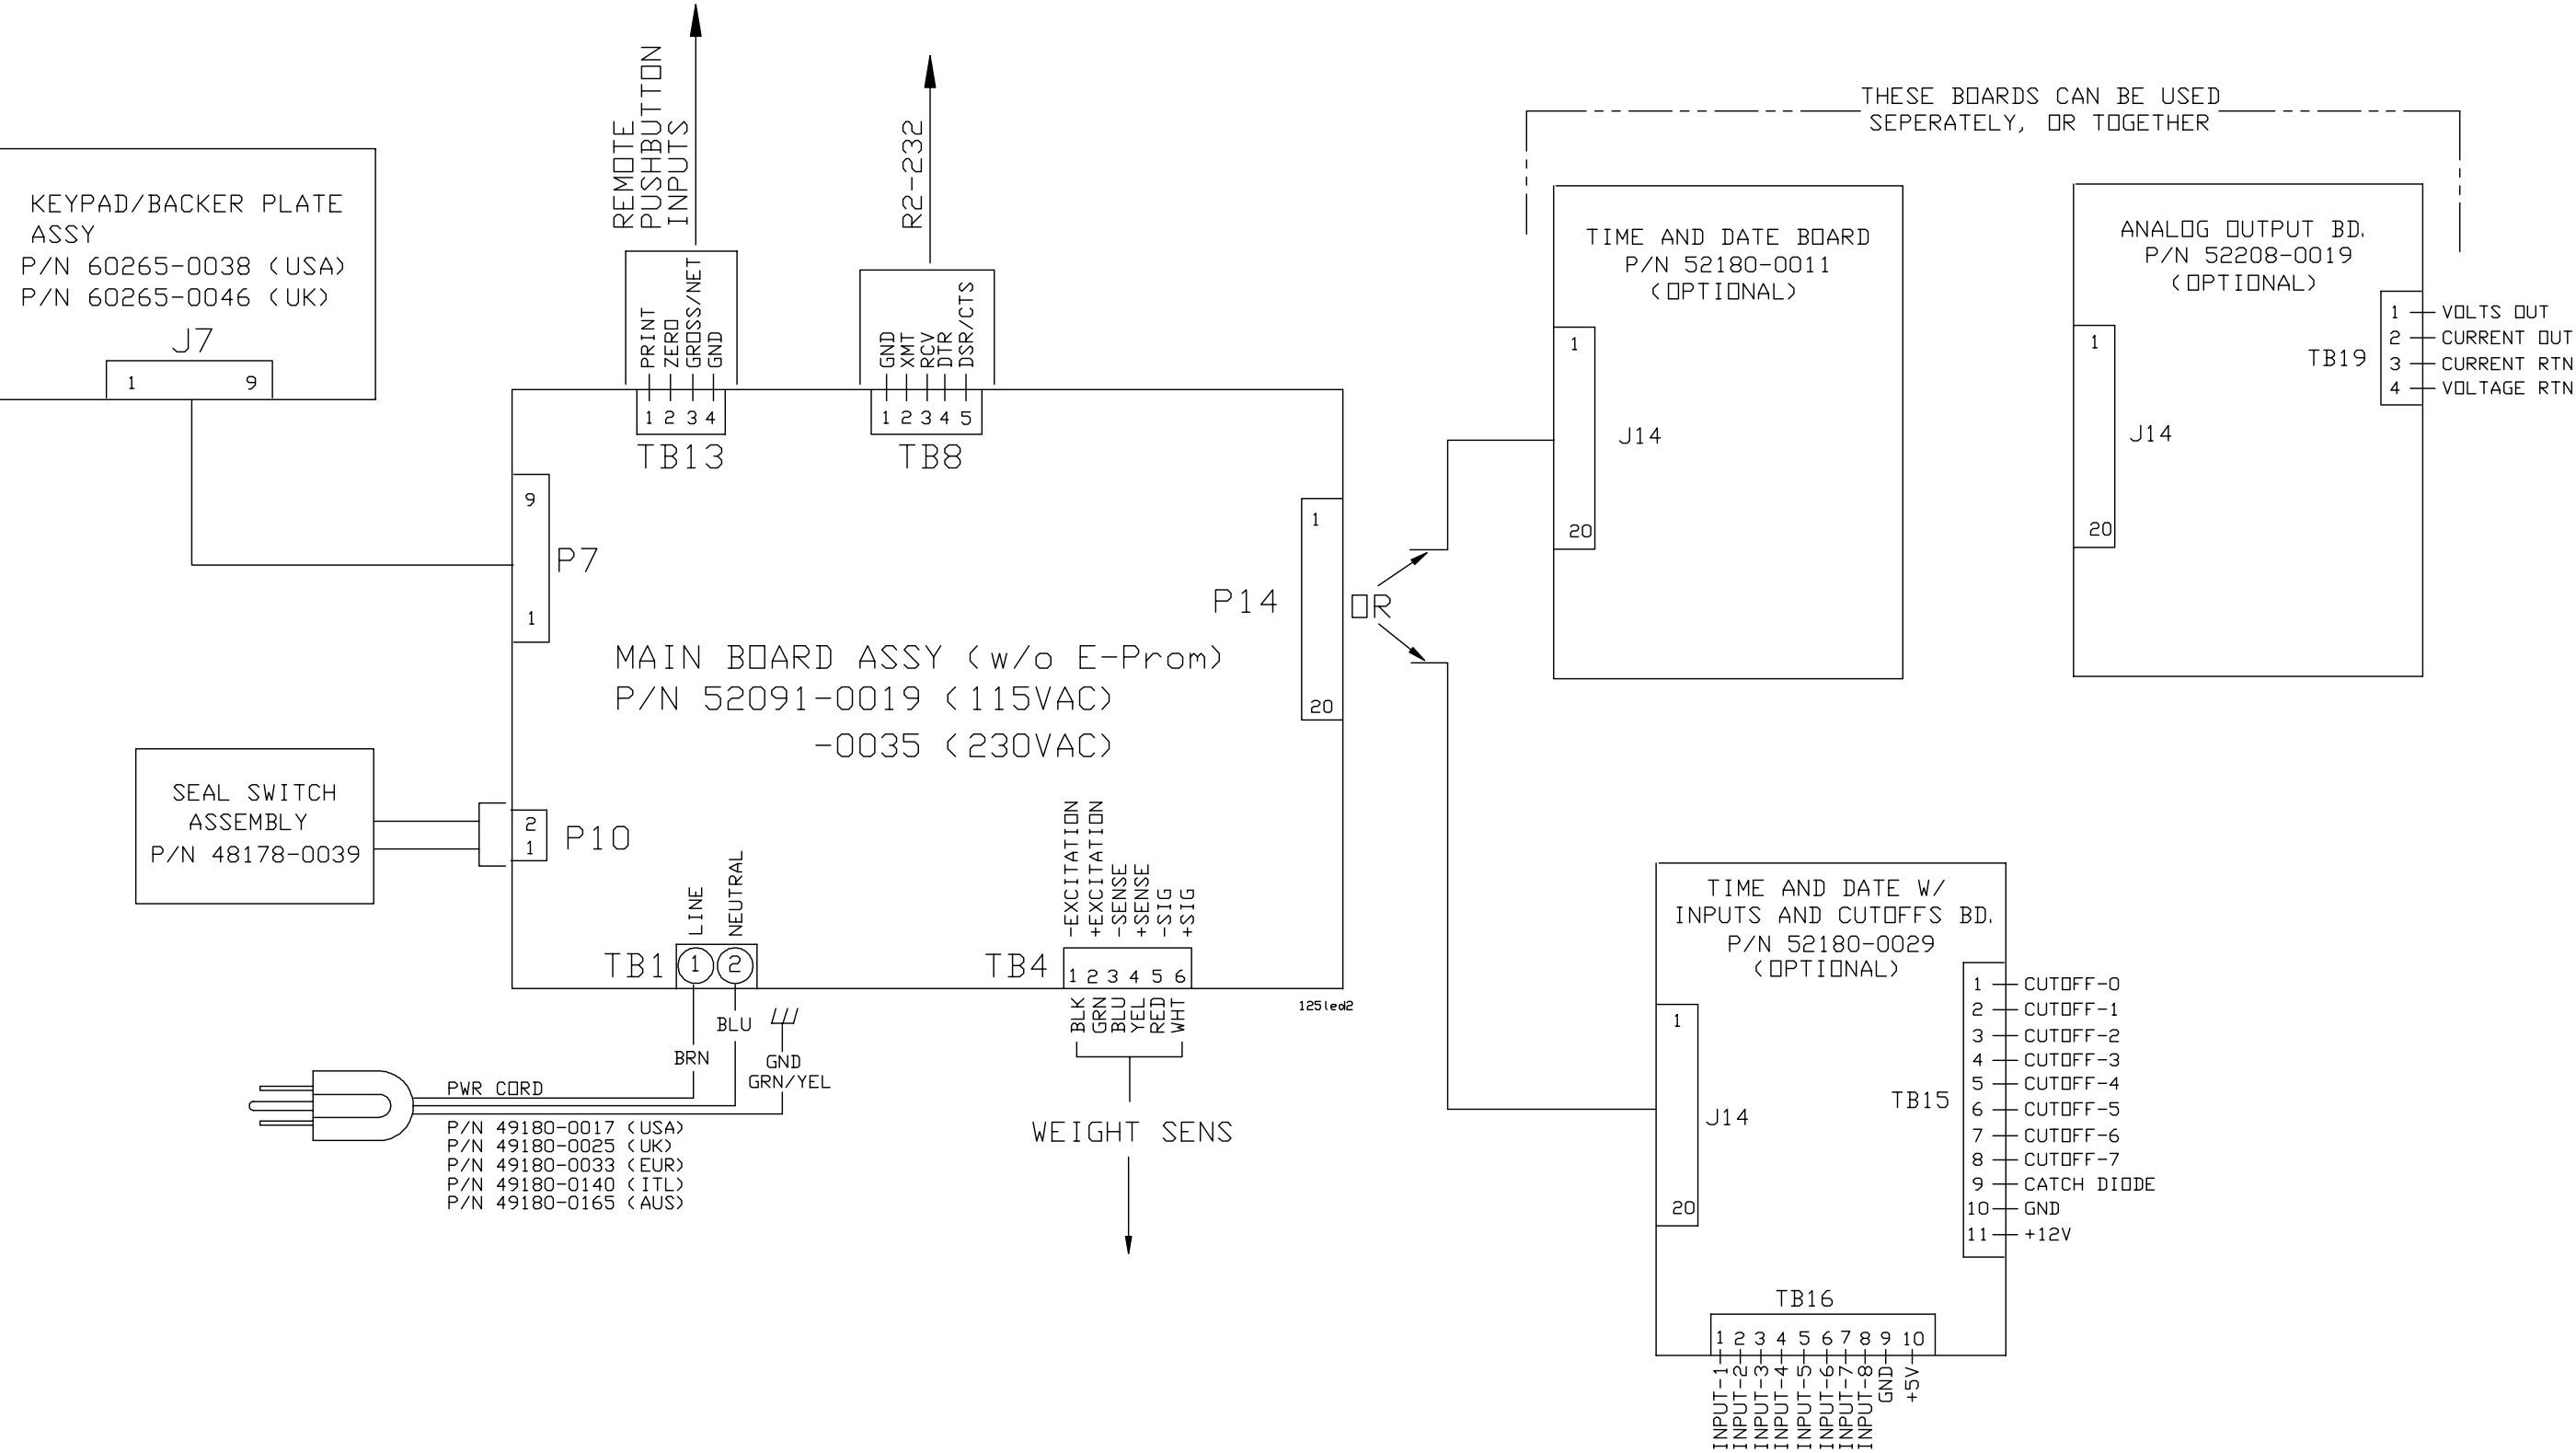 KEYPAD/BACKER PLATE
ASSY
P/N 60265-0038 (USA)
P/N 60265-0046 (UK)
J7
1 9
REMOTE
PUSHBUTTON
INPUTS
PRINT
ZERO
GROSS/NET
GND
1 2 3 4
TB13
R2-232
GND
XMT
RCV
DTR
DSR/CTS
1 2 3 4 5
TB8
9
P7
1
MAIN BOARD ASSY (w/o E-Prom)
P/N 52091-0019 (115VAC)
-0035 (230VAC)
1
P14
20
OR
SEAL SWITCH
ASSEMBLY
P/N 48178-0039
2
1
P10
LINE
NEUTRAL
TB1 1 2
-EXCITATION
+EXCITATION
-SENSE
+SENSE
-SIG
+SIG
TB4 1 2 3 4 5 6
BLK
GRN
BLU
YEL
RED
WHT
WEIGHT SENS
125led2
BLU
BRN
GND
GRN/YEL
PWR CORD
P/N 49180-0017 (USA)
P/N 49180-0025 (UK)
P/N 49180-0033 (EUR)
P/N 49180-0140 (ITL)
P/N 49180-0165 (AUS)
THESE BOARDS CAN BE USED
SEPERATELY, OR TOGETHER
TIME AND DATE BOARD
P/N 52180-0011
(OPTIONAL)
1
J14
20
ANALOG OUTPUT BD.
P/N 52208-0019
(OPTIONAL)
1
J14
20
TB19
1 VOLTS OUT
2 CURRENT OUT
3 CURRENT RTN
4 VOLTAGE RTN
TIME AND DATE W/
INPUTS AND CUTOFFS BD.
P/N 52180-0029
(OPTIONAL)
1
J14
20
TB15
1 CUTOFF-0
2 CUTOFF-1
3 CUTOFF-2
4 CUTOFF-3
5 CUTOFF-4
6 CUTOFF-5
7 CUTOFF-6
8 CUTOFF-7
9 CATCH DIODE
10 GND
11 +12V
TB16
1 2 3 4 5 6 7 8 9 10
INPUT-1
INPUT-2
INPUT-3
INPUT-4
INPUT-5
INPUT-6
INPUT-7
INPUT-8
GND
+5V